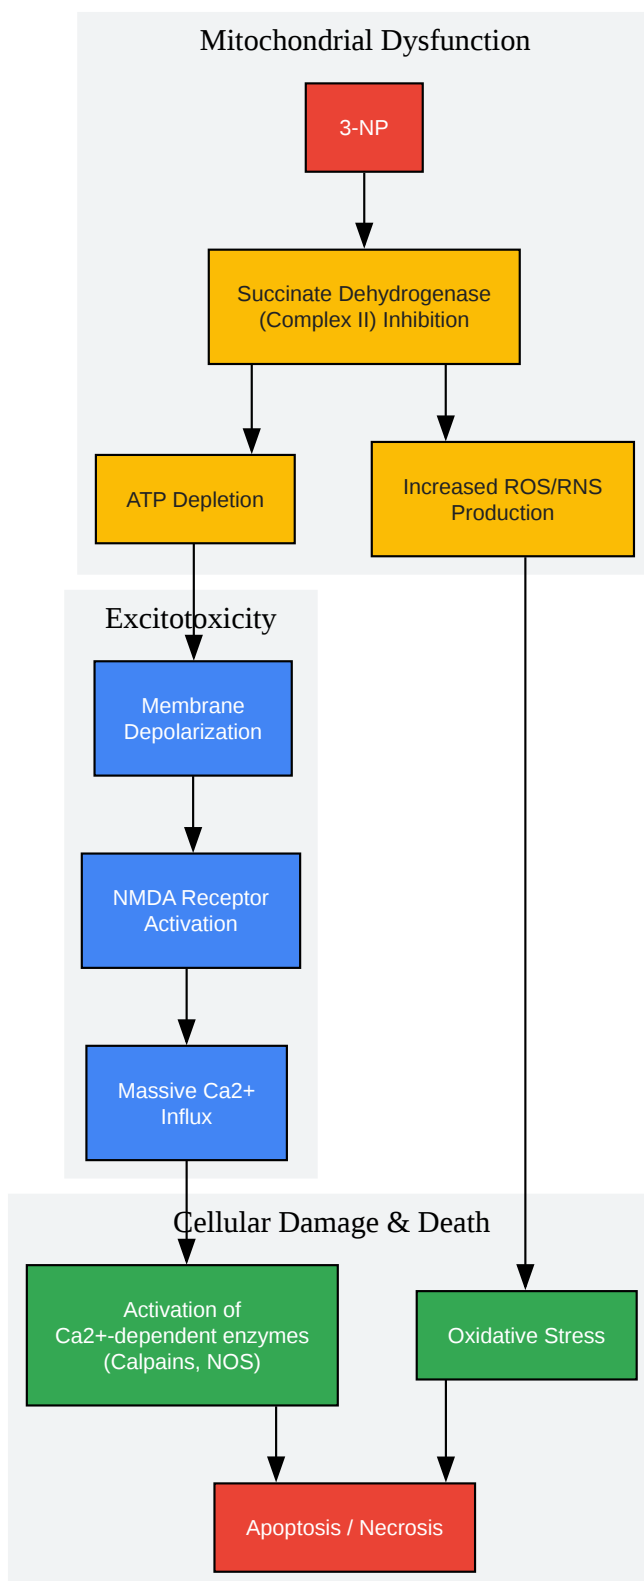 Mitochondrial Dysfunction
3-NP
Succinate Dehydrogenase
(Complex II) Inhibition
ATP Depletion
Increased ROS/RNS
Production
Excitotoxicity
Membrane
Depolarization
NMDA Receptor
Activation
Massive Ca2+
Influx
Cellular Damage & Death
Activation of
Ca2+-dependent enzymes
(Calpains, NOS)
Oxidative Stress
Apoptosis / Necrosis